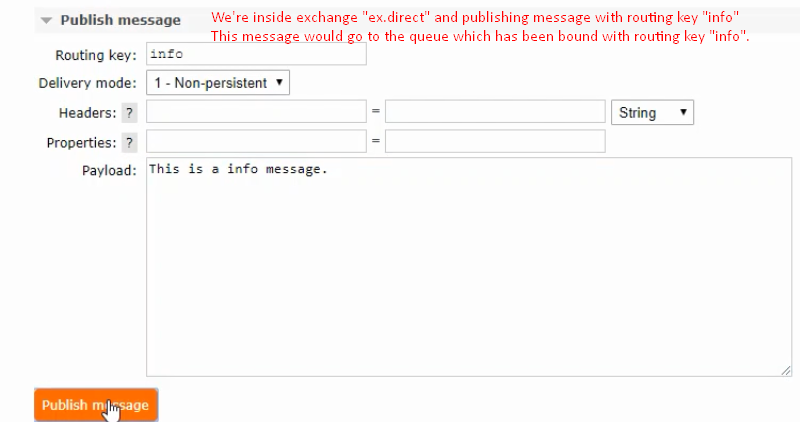 Publish message
We're inside exchange "ex.direct" and publishing message with routing key "info"
This message would go to the queue which has been bound with routing key "info".
Routing key: info
Delivery mode: 1 - Non-persistent
Headers: ? = String
Properties: ? =
Payload: This is a info message.
Publish message